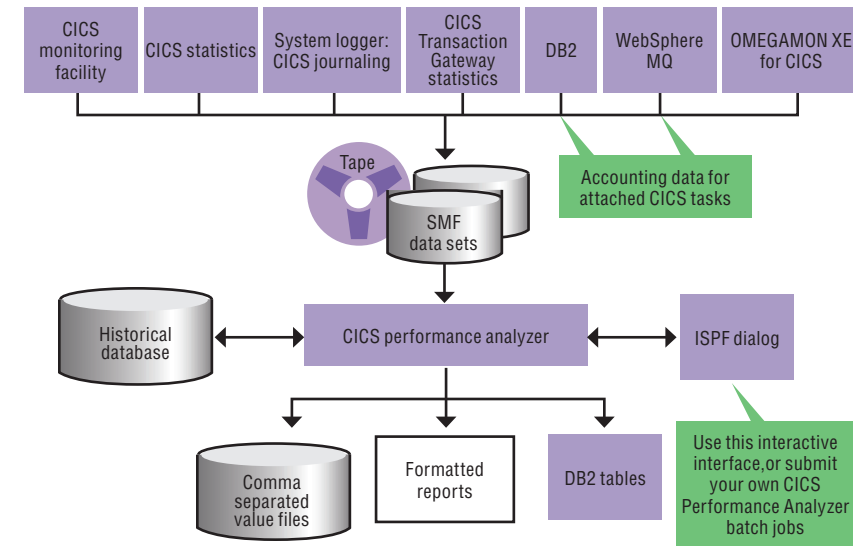 CICS
monitoring
facility
CICS statistics
System logger:
CICS journaling
CICS
Transaction
Gateway
statistics
DB2
WebSphere
MQ
OMEGAMON XE
for CICS
Tape
Accounting data for
attached CICS tasks
SMF
data sets
Historical
database
CICS performance analyzer
ISPF dialog
Comma
separated
value files
Formatted
reports
DB2 tables
Use this interactive
interface,or submit
your own CICS
Performance Analyzer
batch jobs